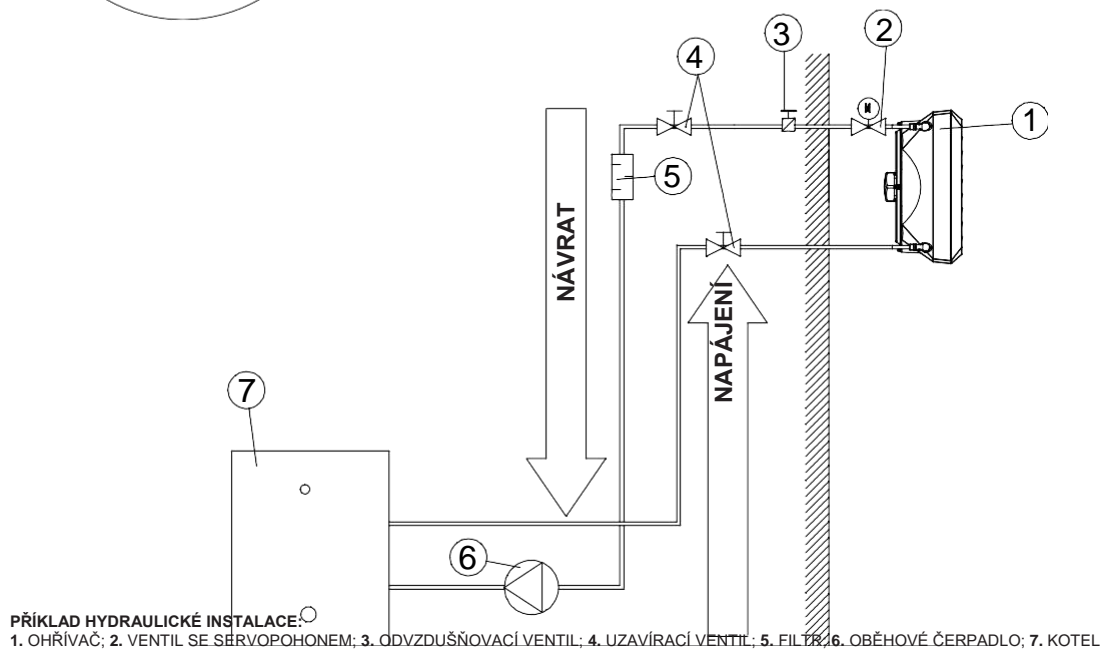 3
2
4
M
1
5
NÁVRAT
NAPÁJENÍ
7
6
PŘÍKLAD HYDRAULICKÉ INSTALACE:
1. OHŘÍVAČ; 2. VENTIL SE SERVOPOHONEM; 3. ODVZDUŠŇOVACÍ VENTIL; 4. UZAVÍRACÍ VENTIL; 5. FILTR; 6. OBĚHOVÉ ČERPADLO; 7. KOTEL